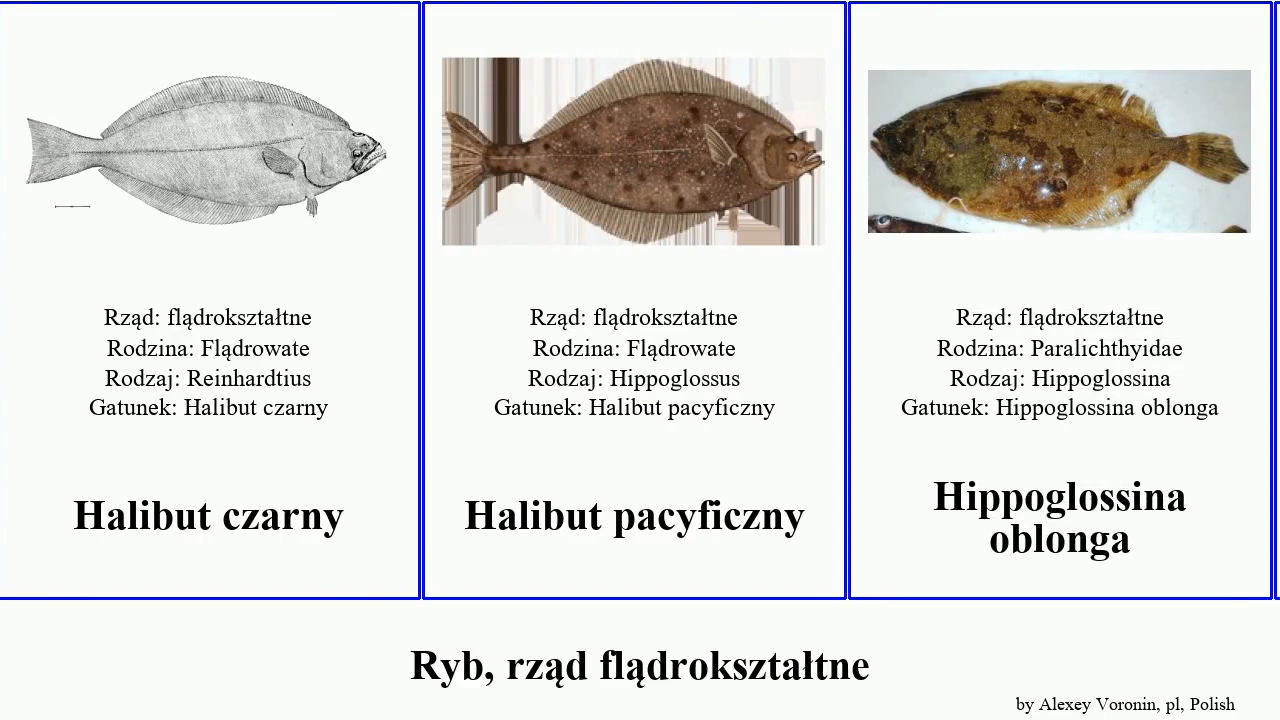 Rząd: flądrokształtne
Rodzina: Flądrowate
Rodzaj: Reinhardtius
Gatunek: Halibut czarny
Halibut czarny
Rząd: flądrokształtne
Rodzina: Flądrowate
Rodzaj: Hippoglossus
Gatunek: Halibut pacyficzny
Halibut pacyficzny
Rząd: flądrokształtne
Rodzina: Paralichthyidae
Rodzaj: Hippoglossina
Gatunek: Hippoglossina oblonga
Hippoglossina
oblonga
Ryb, rząd flądrokształtne
by Alexey Voronin, pl, Polish